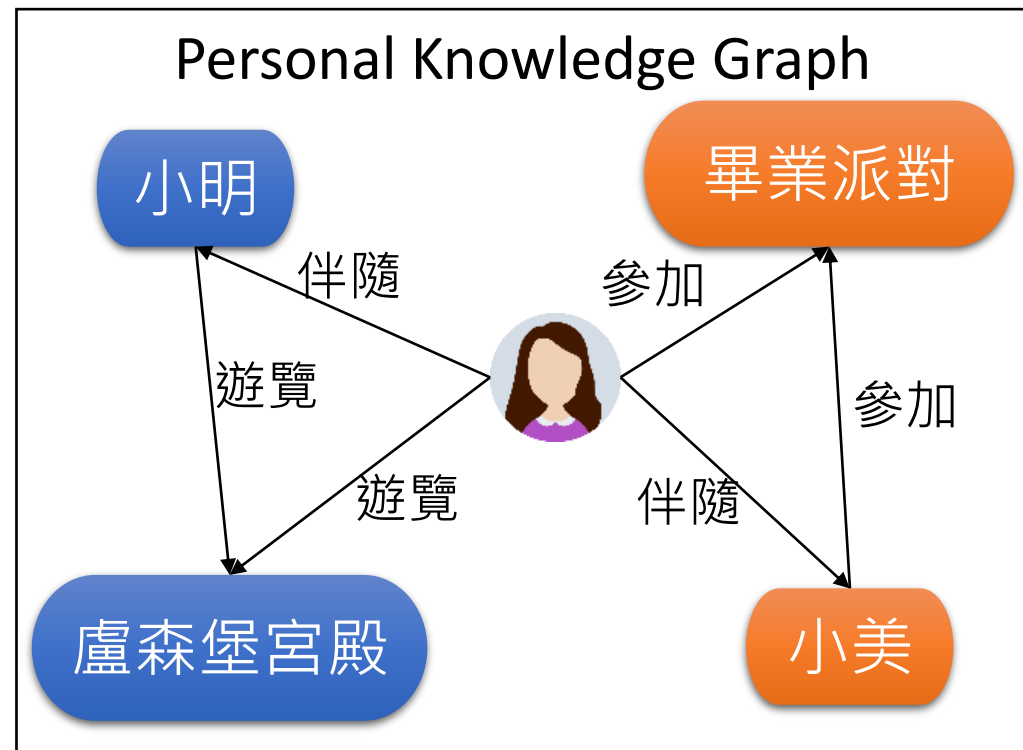 Personal Knowledge Graph
小明
畢業派對
伴隨
參加
遊覽
參加
遊覽
伴隨
盧森堡宮殿
小美